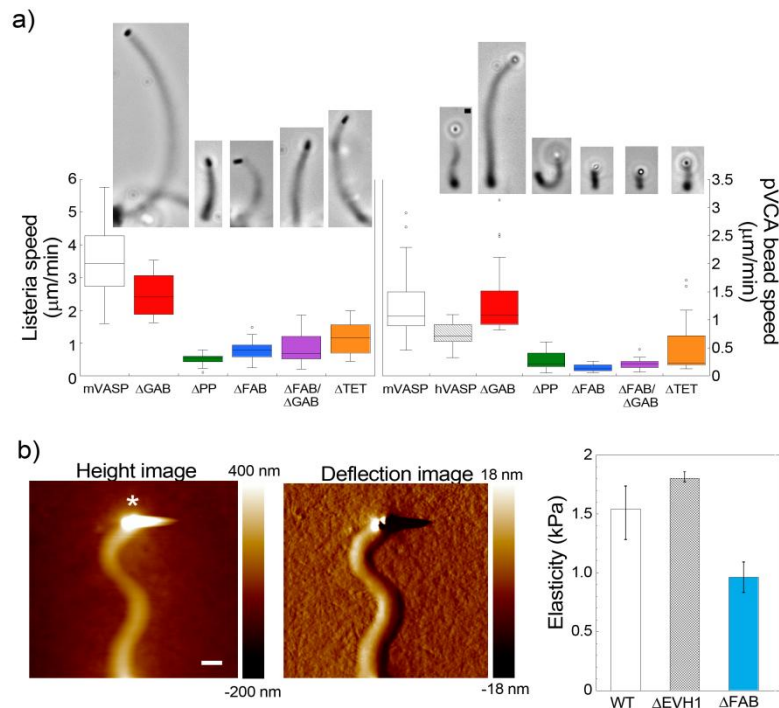 a)
6
5
4
3
2
1
0
Listeria speed
(µm/min)
mVASP ΔGAB ΔPP ΔFAB ΔFAB/ ΔTET
ΔGAB
3.5
3
2.5
2
1.5
1
0.5
0
pVCA bead speed
(µm/min)
mVASP hVASP ΔGAB ΔPP ΔFAB ΔFAB/ ΔTET
ΔGAB
b)
Height image
400 nm
*
-200 nm
Deflection image
18 nm
-18 nm
2
1.5
1.0
0.5
0
Elasticity (kPa)
WT ΔEVH1 ΔFAB